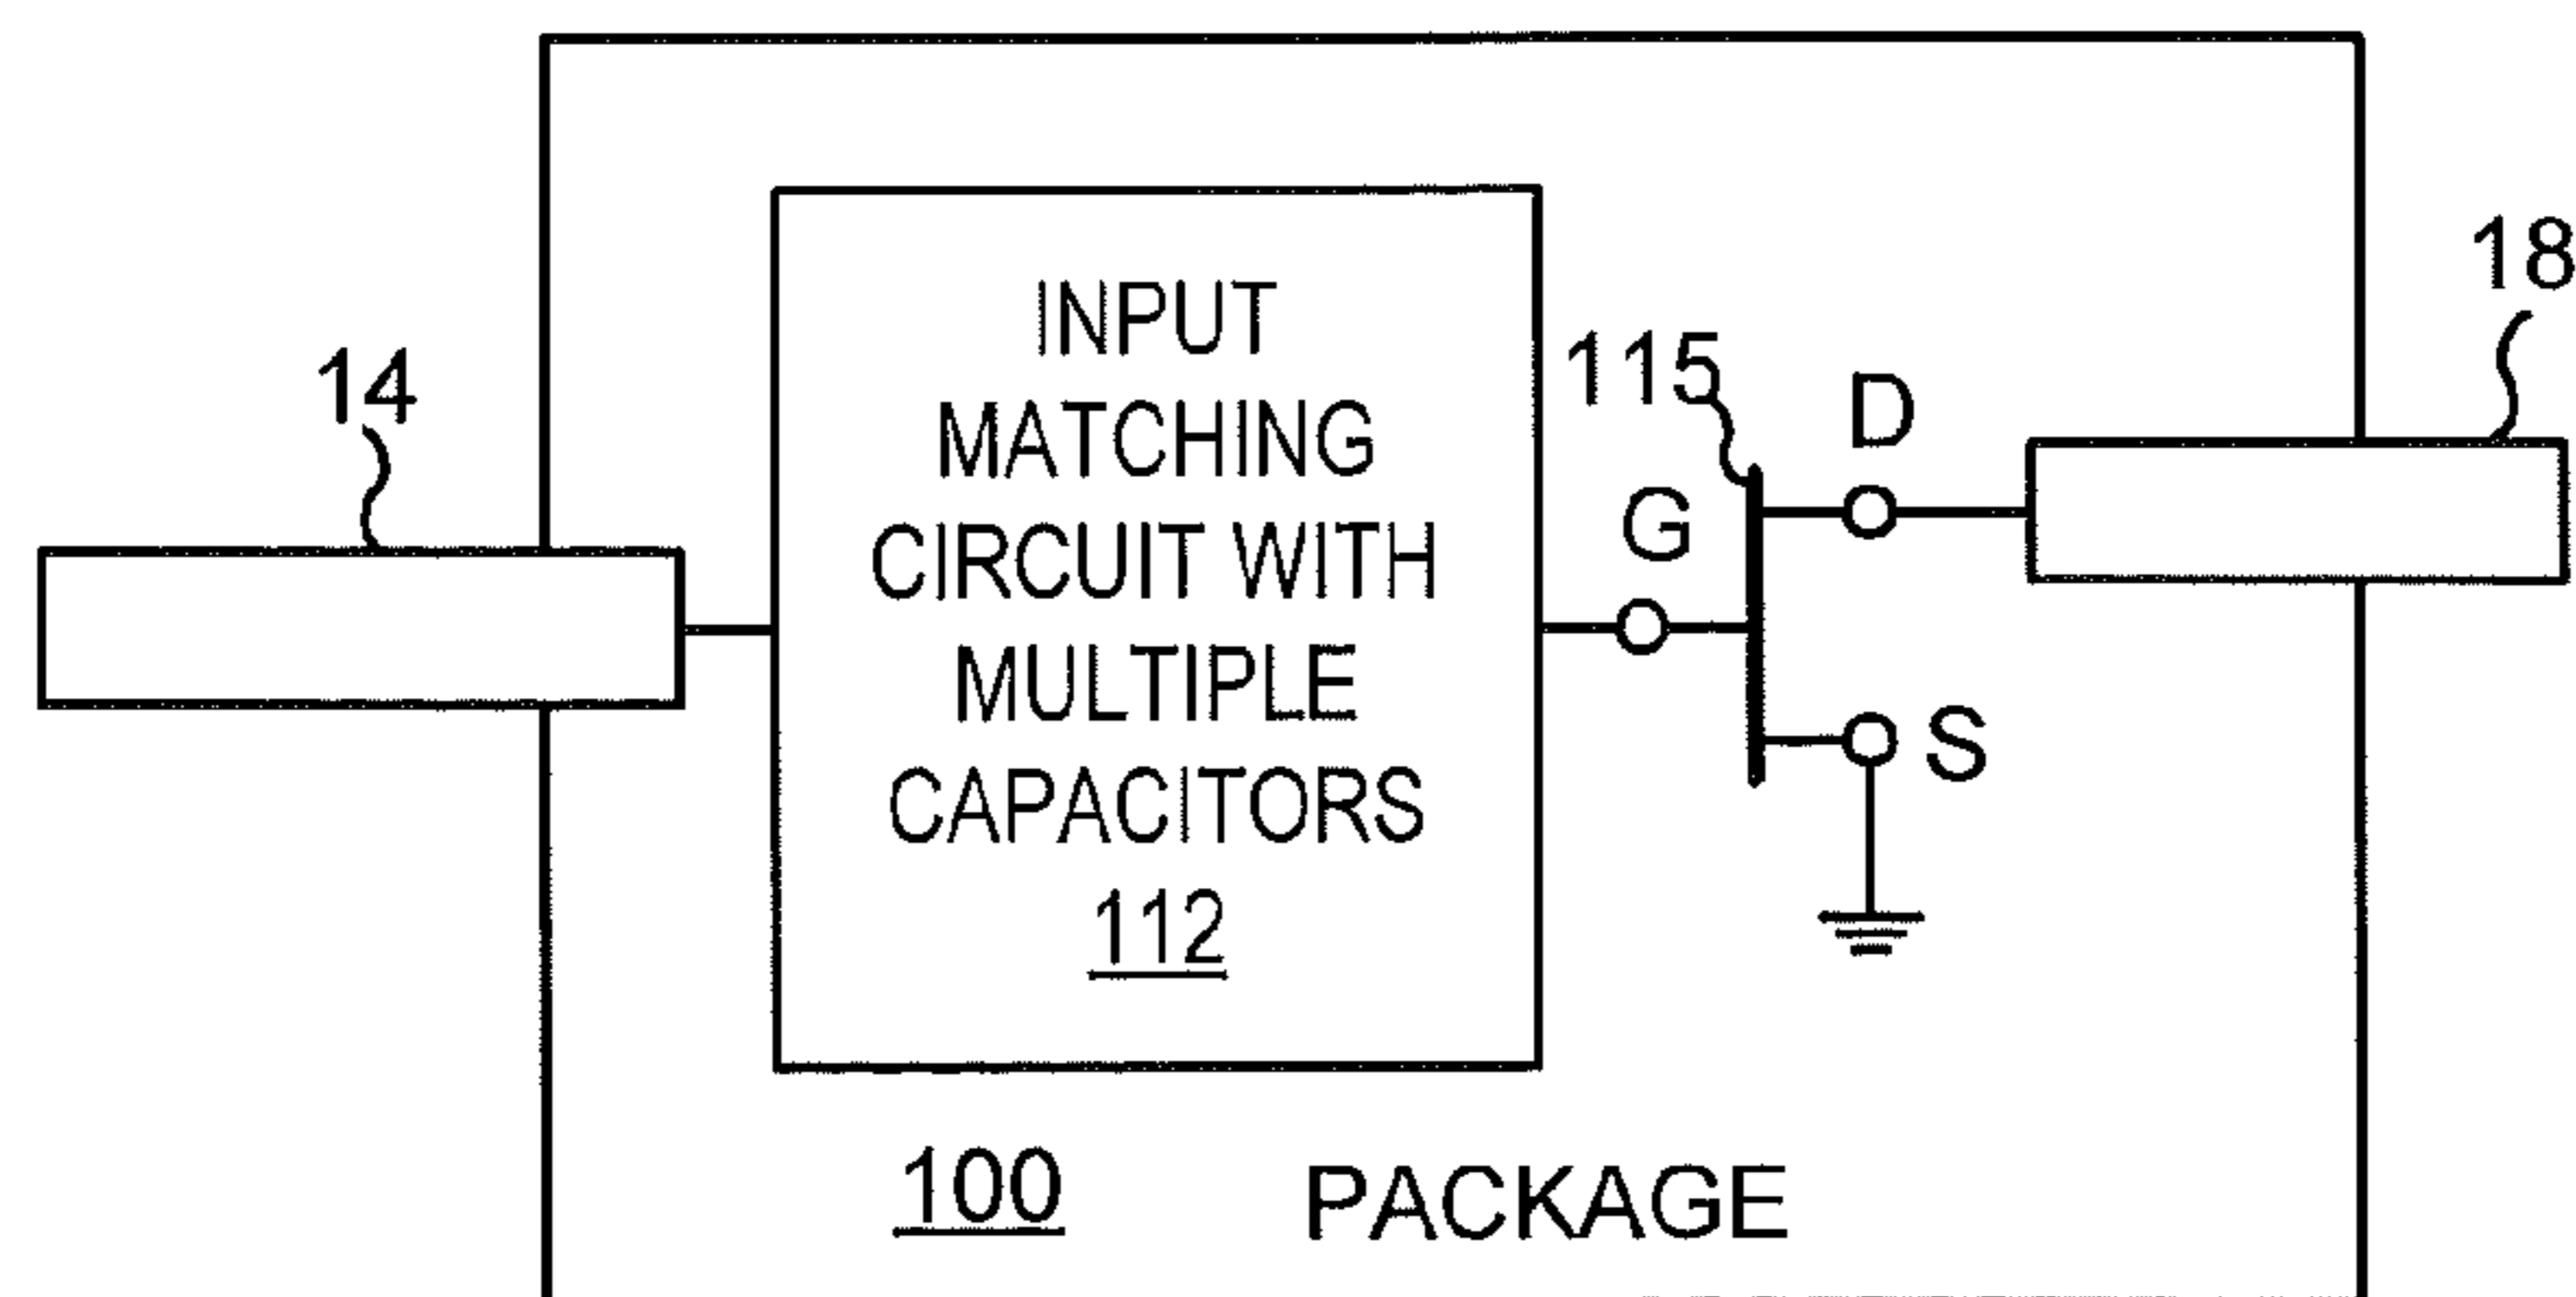 18
14
115
D
G
S
INPUT
MATCHING
CIRCUIT WITH
MULTIPLE
CAPACITORS
112
100
PACKAGE